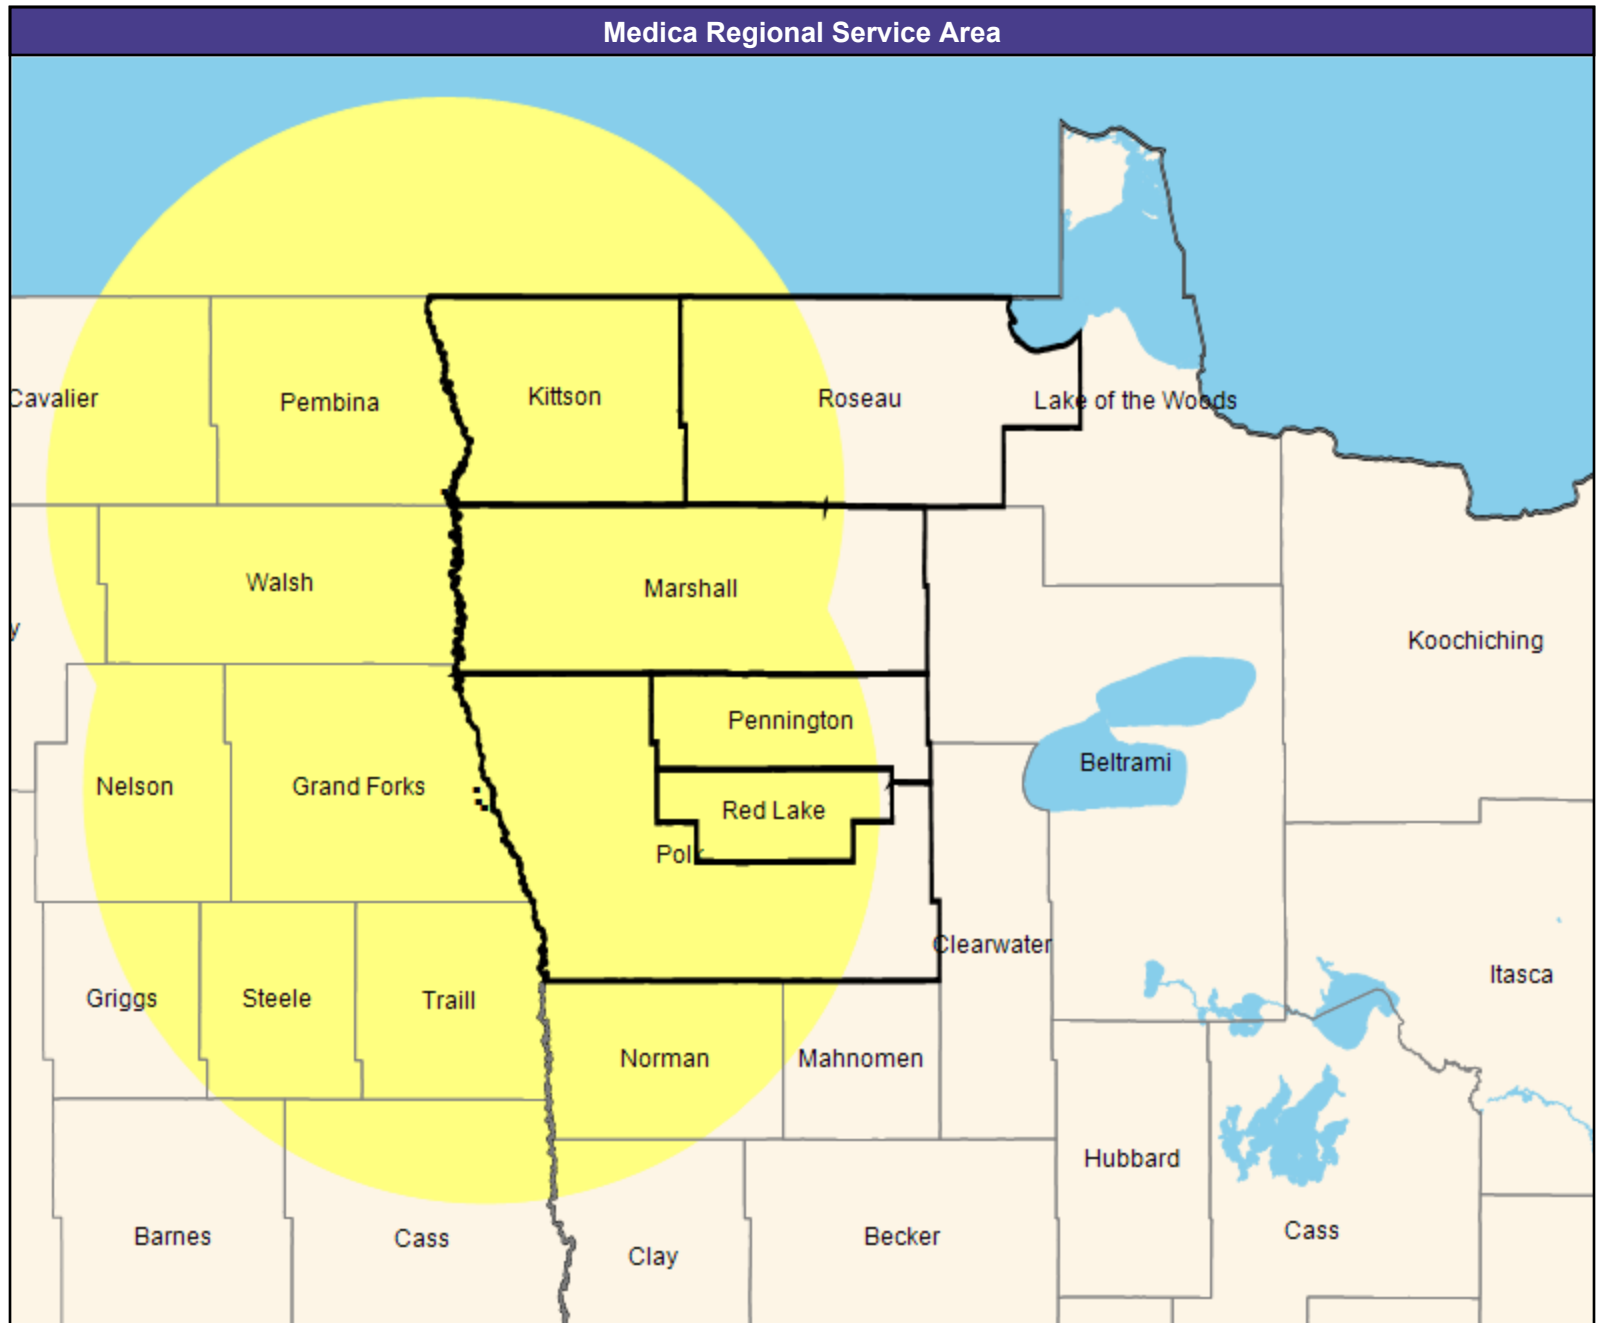 Medica Regional Service Area
Cavalier
Pembina
Kittson
Roseau
Lake of the Woods
Walsh
Marshall
y
Koochiching
Pennington
Nelson
Grand Forks
Red Lake
Beltrami
Polk
Clearwater
Griggs
Steele
Traill
Itasca
Norman
Mahnomen
Hubbard
Barnes
Cass
Clay
Becker
Cass